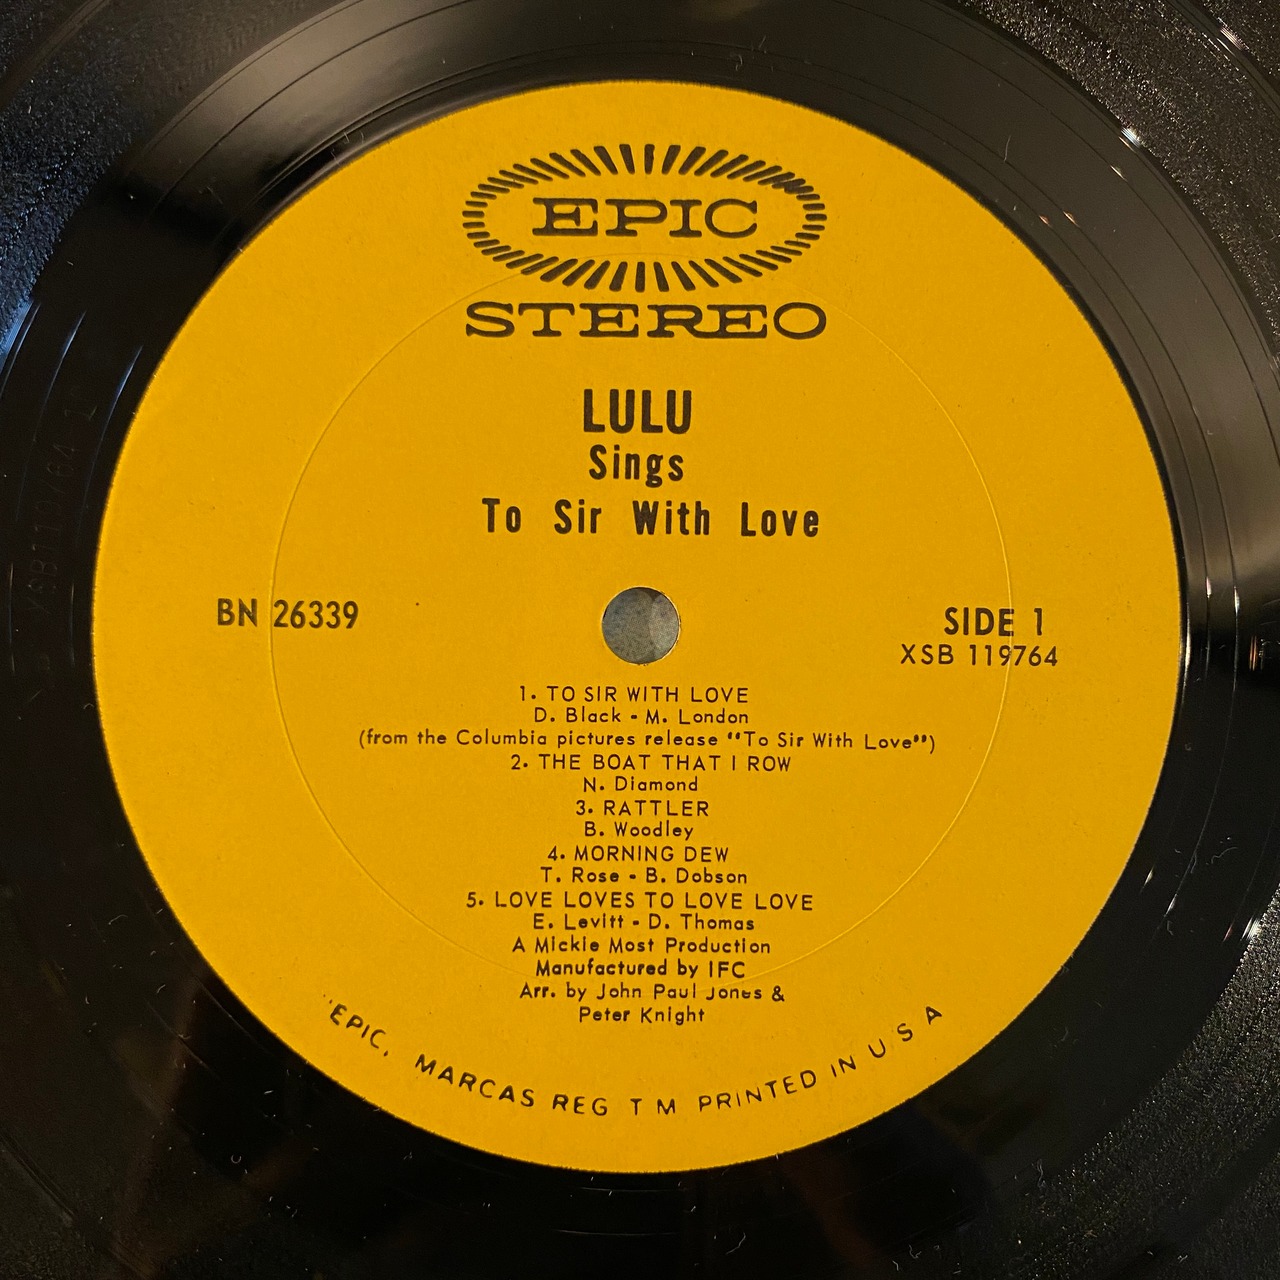 EPIC
STEREO
LULU
Sings
To Sir With Love
BN 26339
SIDE 1
XSB 119764
1. TO SIR WITH LOVE
D. Black - M. London
(from the Columbia pictures release "To Sir With Love")
2. THE BOAT THAT I ROW
N. Diamond
3. RATTLER
B. Woodley
4. MORNING DEW
T. Rose - B. Dobson
5. LOVE LOVES TO LOVE LOVE
E. Levitt - D. Thomas
A Mickie Most Production
Manufactured by IFC
Arr. by John Paul Jones &
Peter Knight
"EPIC, MARCAS REG T M PRINTED IN U S A